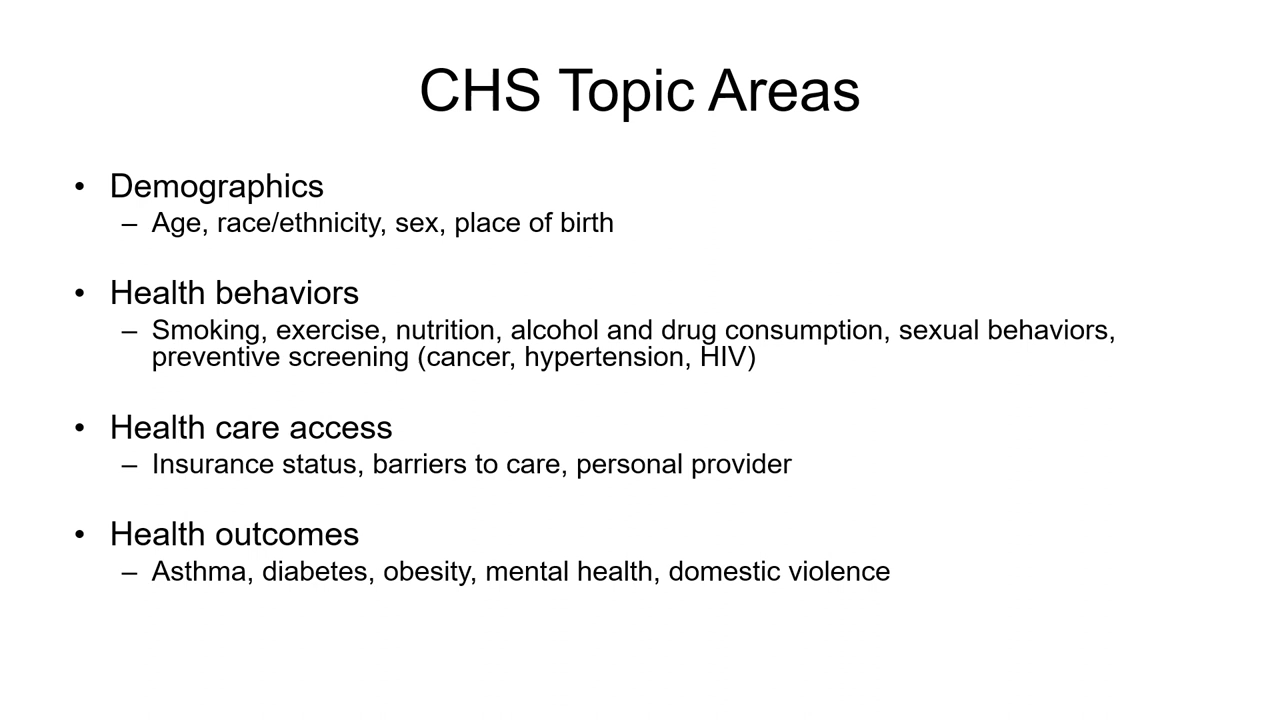 CHS Topic Areas
• Demographics
– Age, race/ethnicity, sex, place of birth
• Health behaviors
– Smoking, exercise, nutrition, alcohol and drug consumption, sexual behaviors,
preventive screening (cancer, hypertension, HIV)
• Health care access
– Insurance status, barriers to care, personal provider
• Health outcomes
– Asthma, diabetes, obesity, mental health, domestic violence